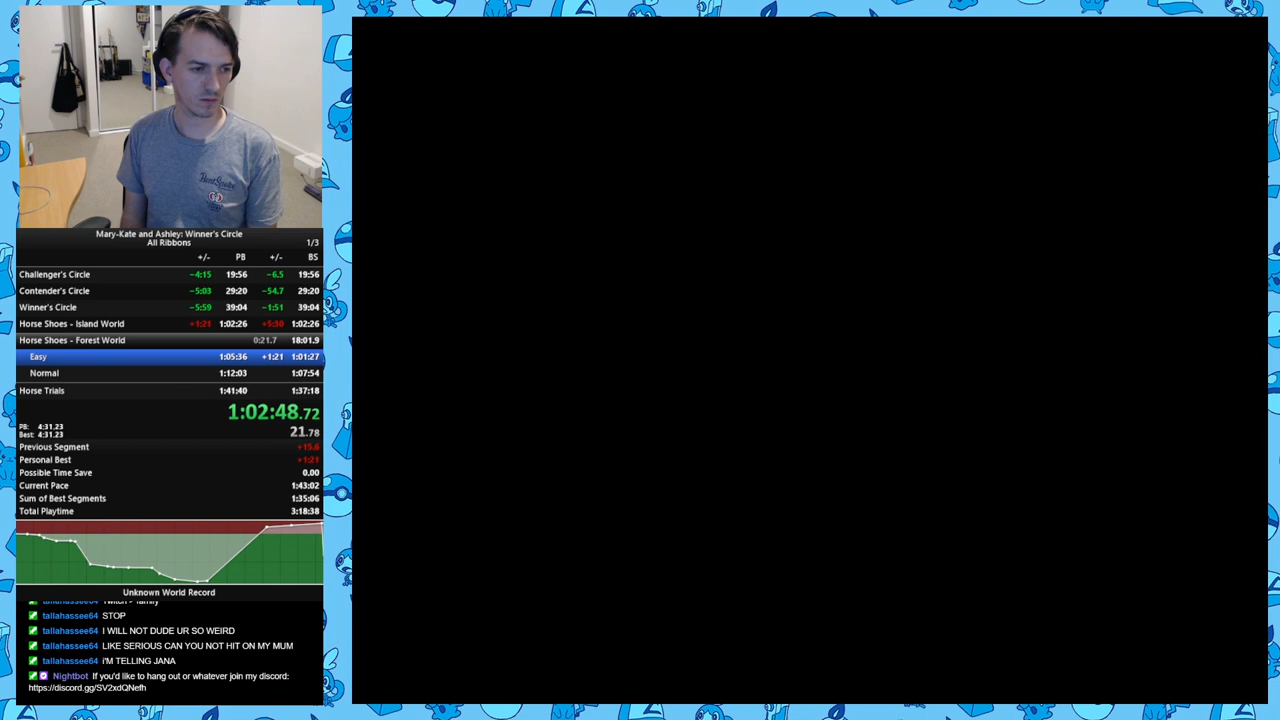 Mary-Kate and Ashley: Winner's Circle
All Ribbons 1/3
+/- PB +/- BS
Challenger's Circle −4:15 19:56 −6.5 19:56
Contender's Circle −5:03 29:20 −54.7 29:20
Winner's Circle −5:59 39:04 −1:51 39:04
Horse Shoes - Island World +1:21 1:02:26 +5:30 1:02:26
Horse Shoes - Forest World 0:21.7 18:01.9
Easy 1:05:36 +1:21 1:01:27
Normal 1:12:03 1:07:54
Horse Trials 1:41:40 1:37:18
1:02:48.72
PB: 4:31.23
Best: 4:31.23
21.78
Previous Segment +15.6
Personal Best +1:21
Possible Time Save 0.00
Current Pace 1:43:02
Sum of Best Segments 1:35:06
Total Playtime 3:18:38
Unknown World Record
tallahassee64 Twitch > family
tallahassee64 STOP
tallahassee64 I WILL NOT DUDE UR SO WEIRD
tallahassee64 LIKE SERIOUS CAN YOU NOT HIT ON MY MUM
tallahassee64 i'M TELLING JANA
Nightbot If you'd like to hang out or whatever join my discord:
https://discord.gg/SV2xdQNefh